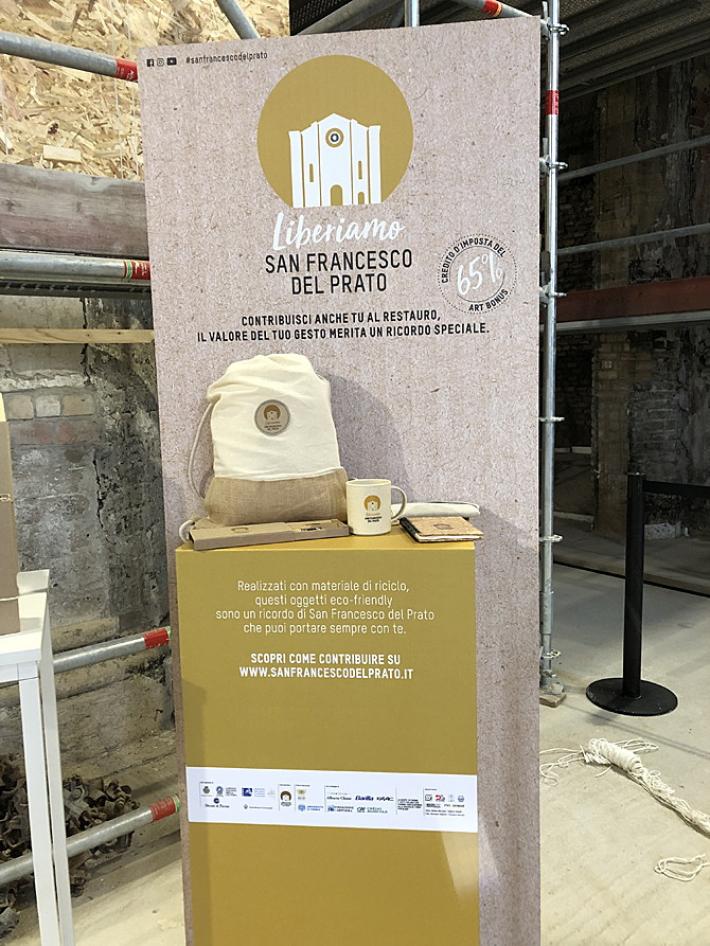 #sanfrancescodelprato
Liberiamo
SAN FRANCESCO
DEL PRATO
CREDITO D'IMPOSTA DEL
65%
ART BONUS
CONTRIBUISCI ANCHE TU AL RESTAURO,
IL VALORE DEL TUO GESTO MERITA UN RICORDO SPECIALE.
Realizzati con materiale di riciclo,
questi oggetti eco-friendly
sono un ricordo di San Francesco del Prato
che puoi portare sempre con te.
SCOPRI COME CONTRIBUIRE SU
WWW.SANFRANCESCODELPRATO.IT
Barilla